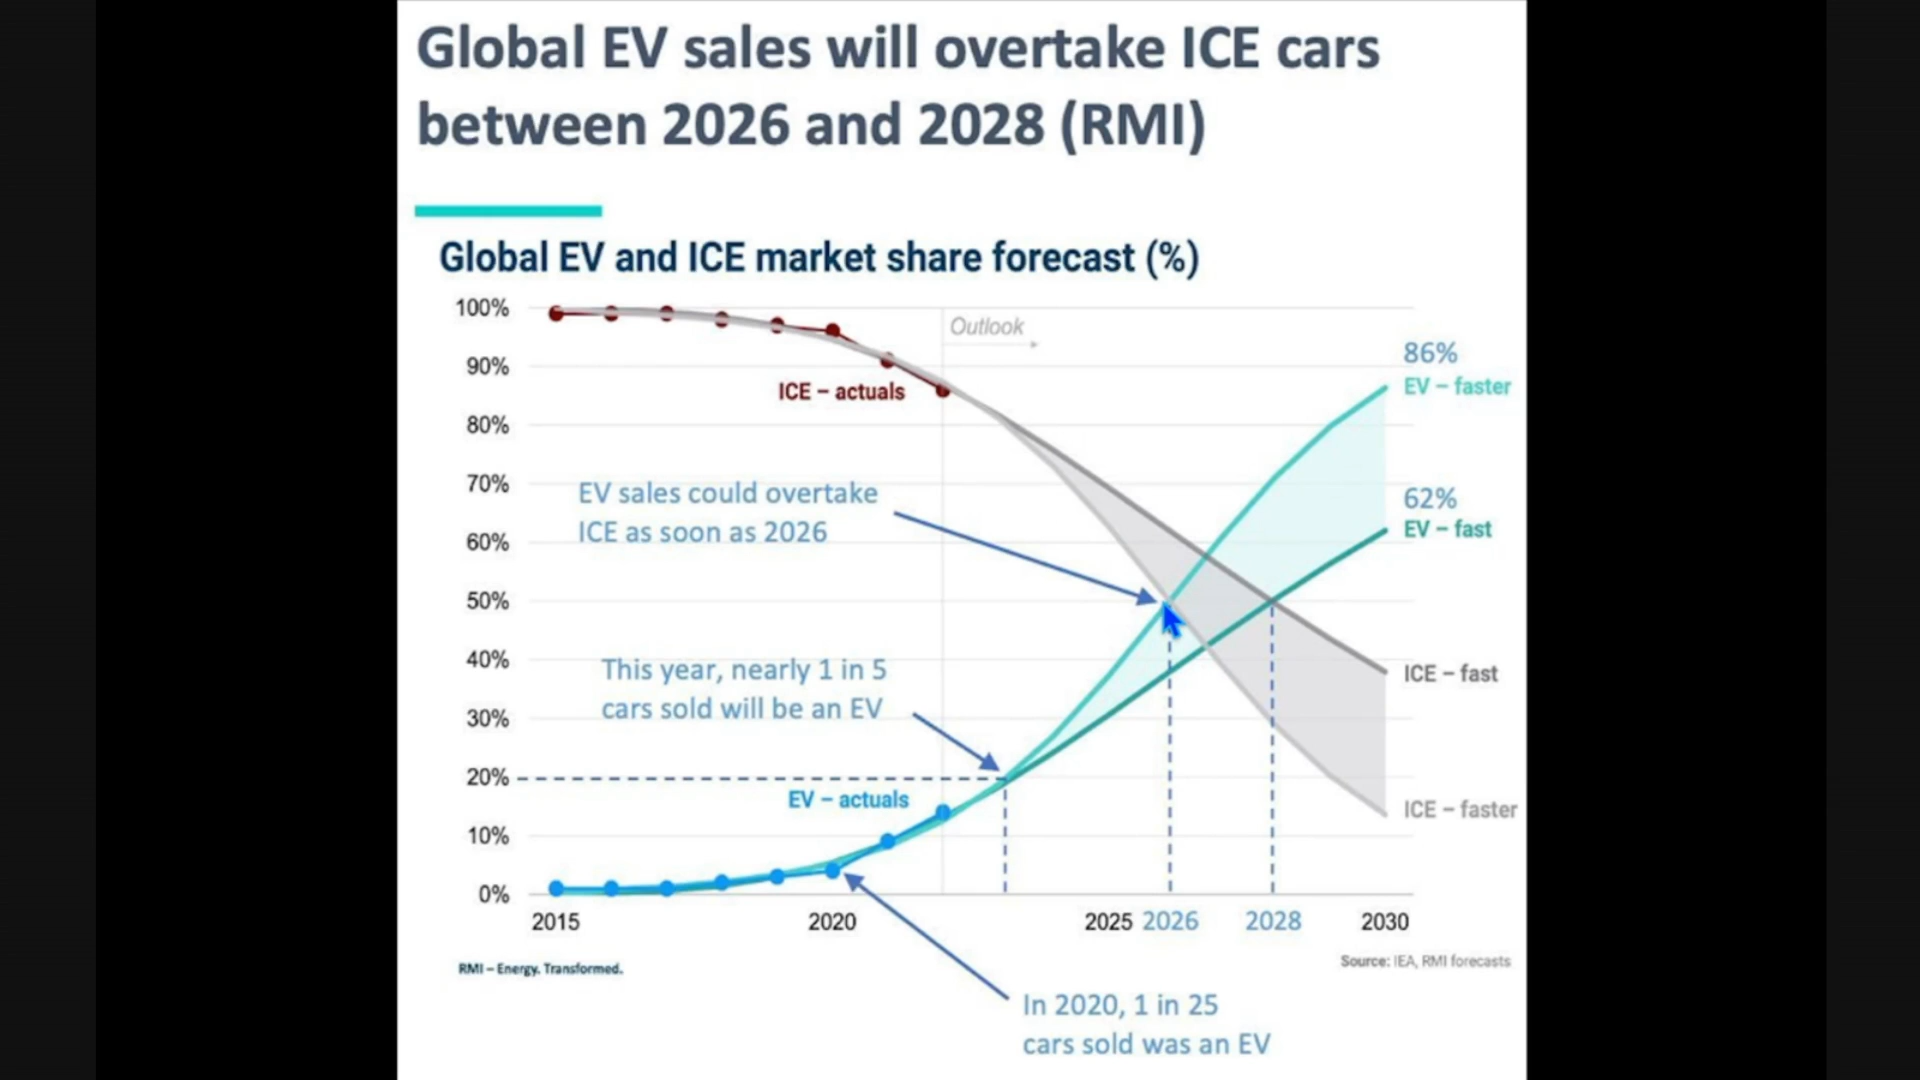 Global EV sales will overtake ICE cars
between 2026 and 2028 (RMI)
Global EV and ICE market share forecast (%)
100%
90%
80%
70%
60%
50%
40%
30%
20%
10%
0%
Outlook
ICE – actuals
86%
EV – faster
EV sales could overtake
ICE as soon as 2026
62%
EV – fast
This year, nearly 1 in 5
cars sold will be an EV
ICE – fast
EV – actuals
ICE – faster
2015
2020
2025
2026
2028
2030
RMI – Energy. Transformed.
Source: IEA, RMI forecasts
In 2020, 1 in 25
cars sold was an EV